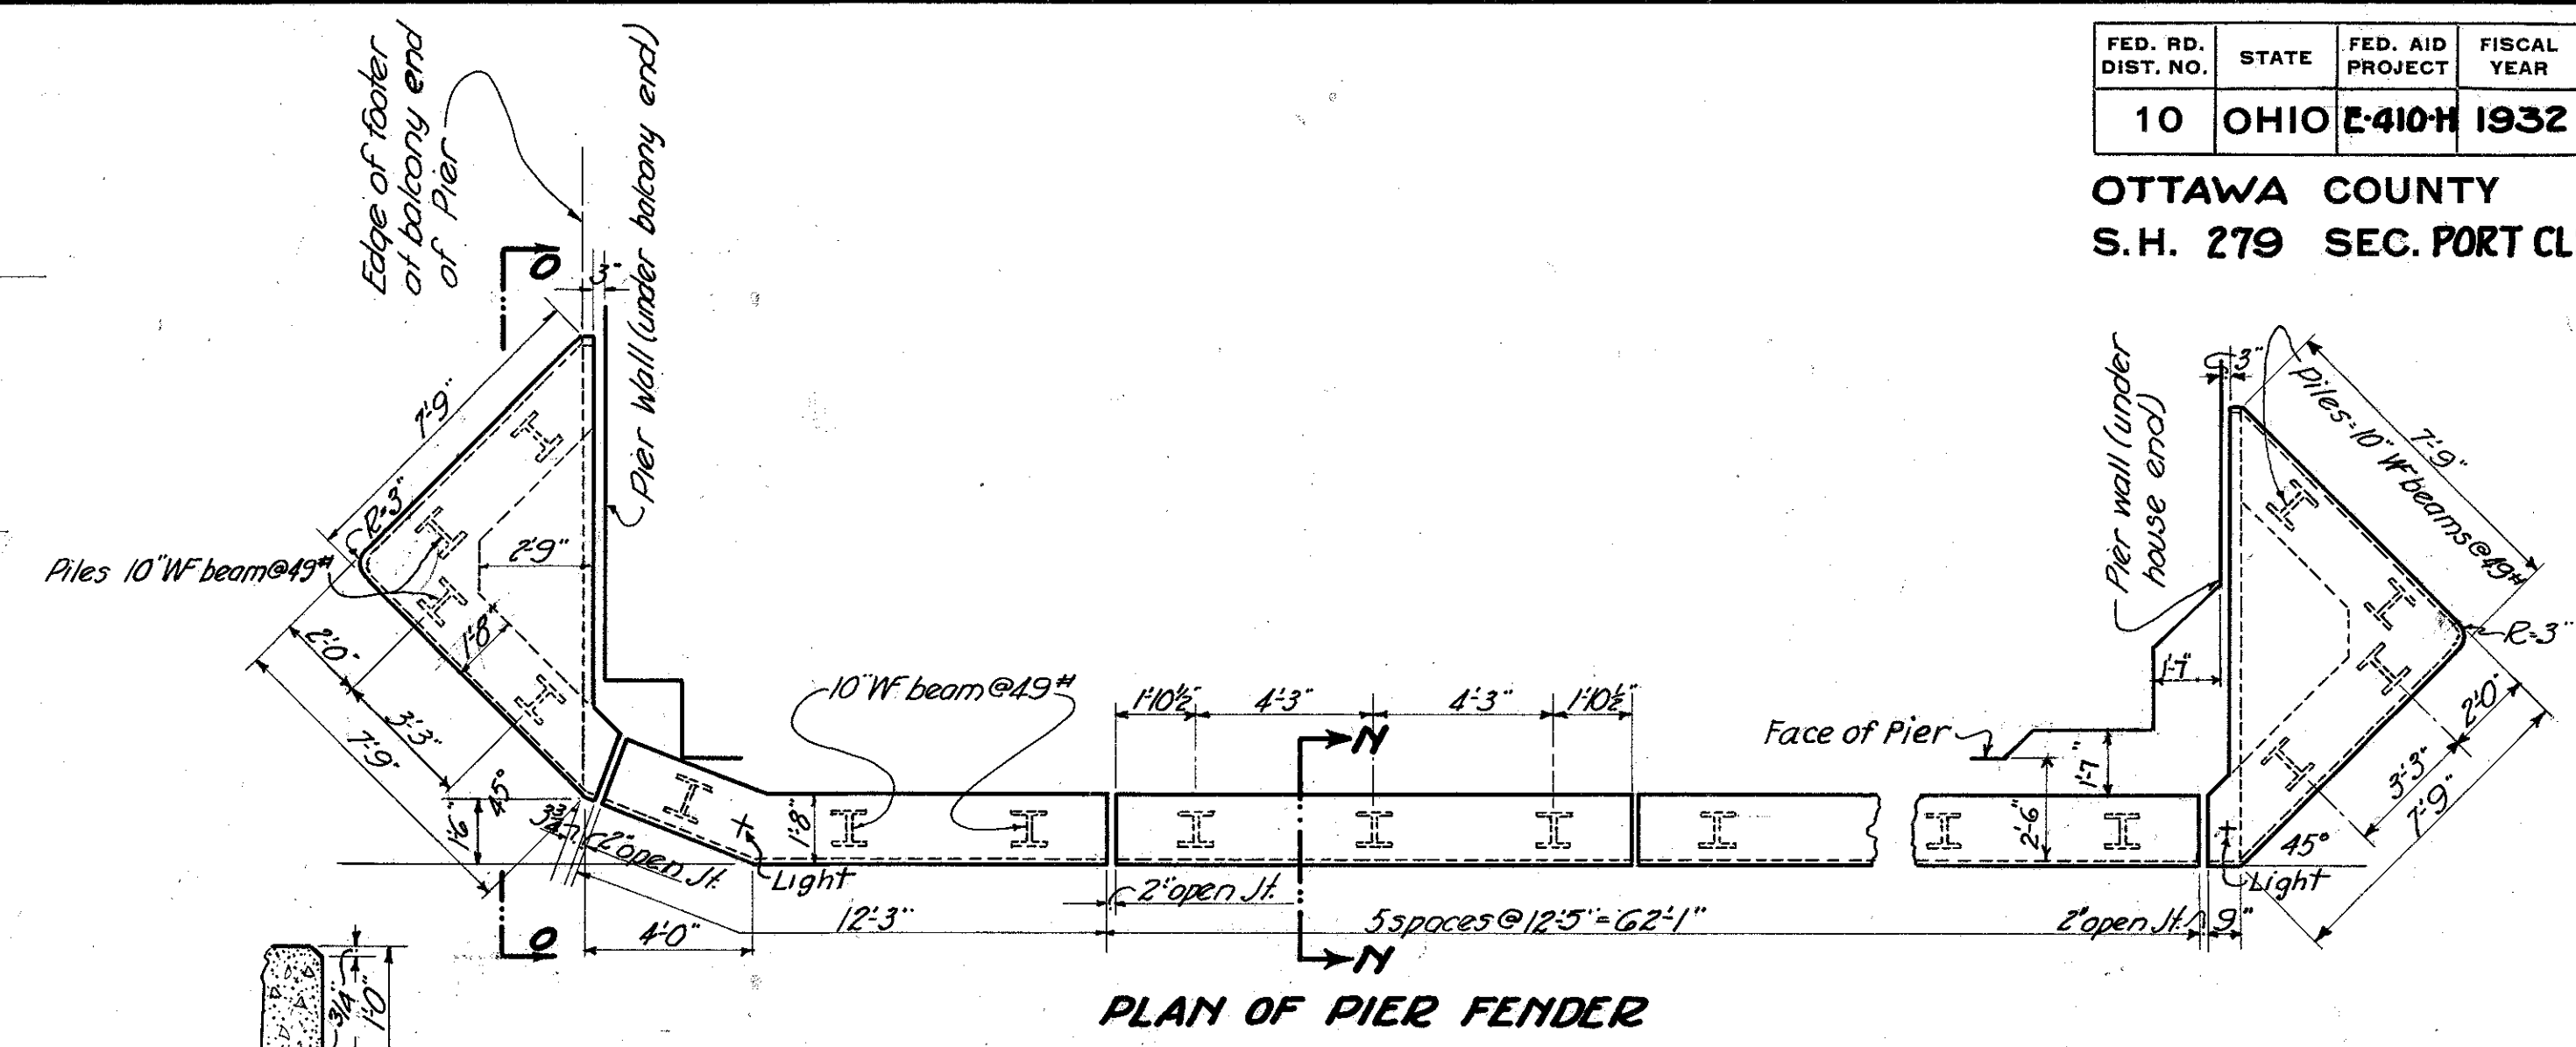 FED. RD. DIST. NO.
STATE
FED. AID PROJECT
FISCAL YEAR
10
OHIO
E·410·H
1932
OTTAWA COUNTY
S.H. 279 SEC. PORT CL
Edge of footer
at balcony end
of Pier
O
3"
Pier Wall (under balcony end)
7'-9"
R=3"
Piles 10" WF beam@49#
2'-9"
1'-8"
2'-0"
3'-3"
7'-9"
45°
1'-6"
2" open Jt.
Light
4'-0"
12'-3"
O
1'-8"
10" WF beam@49#
1'-10½"
4'-3"
4'-3"
1'-10½"
N
2" open Jt.
5 spaces @ 12'-5" = 62'-1"
N
Face of Pier
1'-7"
2'-6"
1'-7"
Pier wall (under
house end)
3"
Piles=10" WF beams@49#
7'-9"
R=3"
2'-0"
3'-3"
7'-9"
45°
Light
2" open Jt.
9"
3/4"
1'-0"
PLAN OF PIER FENDER